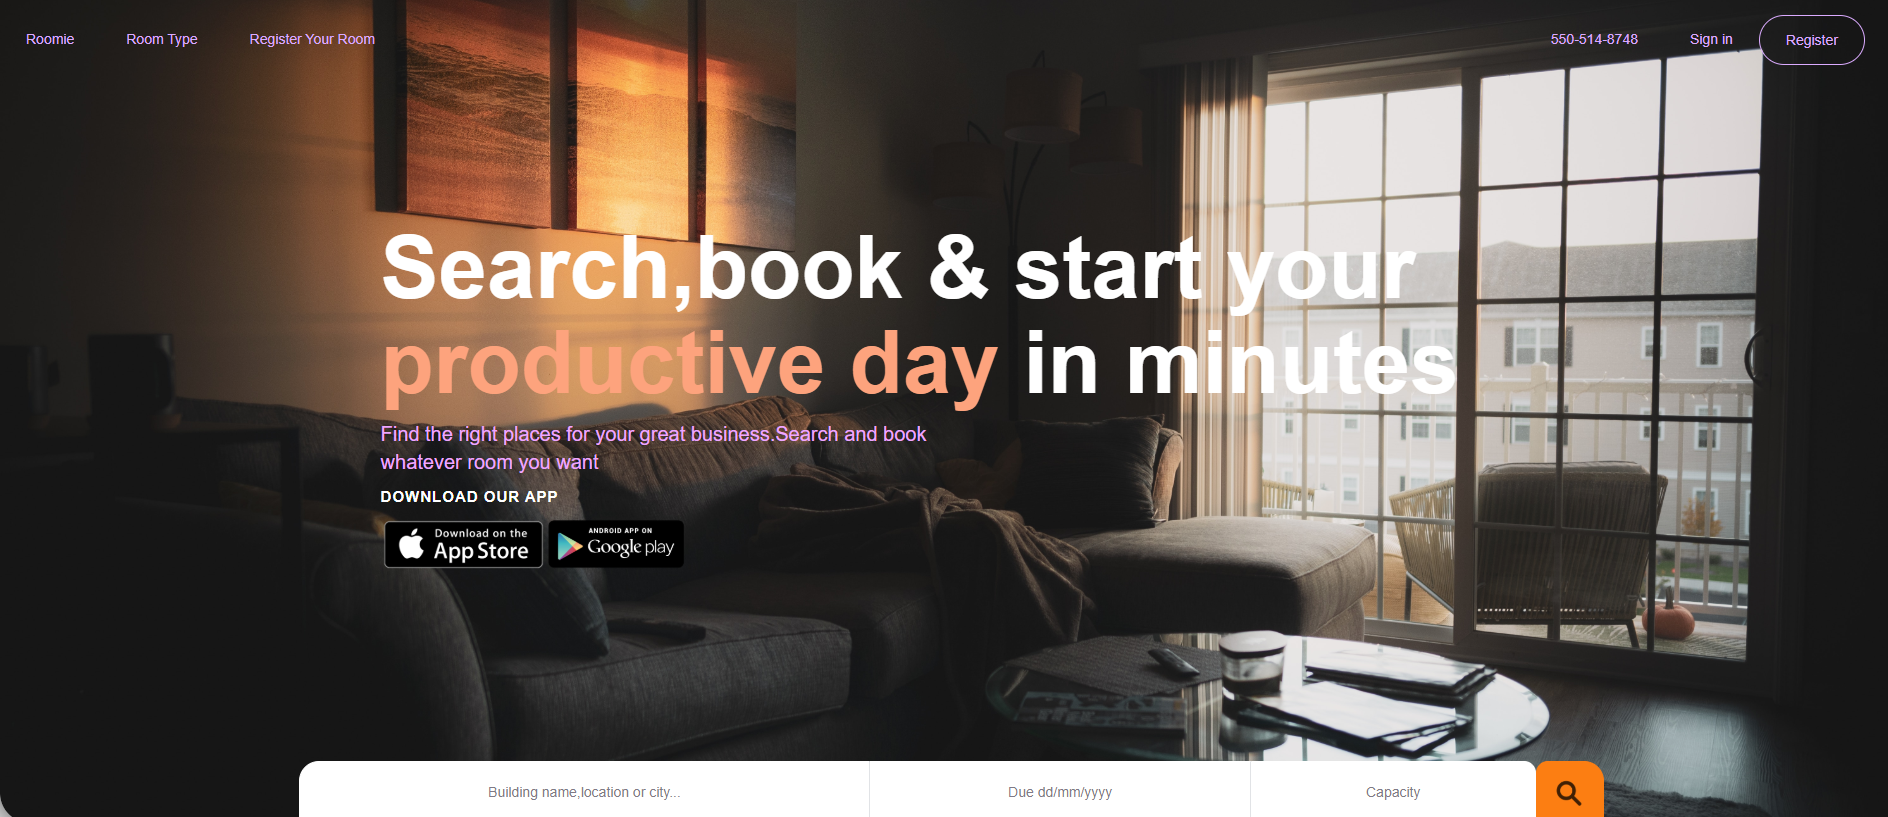 Roomie Room Type Register Your Room 550-514-8748 Sign in Register
Search,book & start your
productive day in minutes
Find the right places for your great business.Search and book
whatever room you want
DOWNLOAD OUR APP
Download on the
App Store
ANDROID APP ON
Google play
Building name,location or city... Due dd/mm/yyyy Capacity